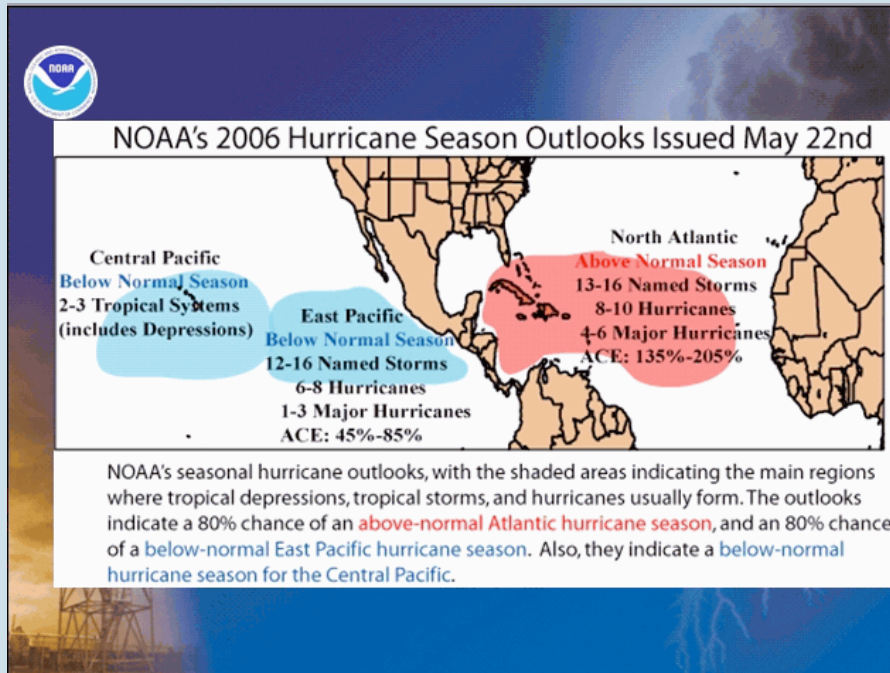 NOAA
NOAA's 2006 Hurricane Season Outlooks Issued May 22nd
Central Pacific
Below Normal Season
2-3 Tropical Systems
(includes Depressions)
East Pacific
Below Normal Season
12-16 Named Storms
6-8 Hurricanes
1-3 Major Hurricanes
ACE: 45%-85%
North Atlantic
Above Normal Season
13-16 Named Storms
8-10 Hurricanes
4-6 Major Hurricanes
ACE: 135%-205%
NOAA's seasonal hurricane outlooks, with the shaded areas indicating the main regions
where tropical depressions, tropical storms, and hurricanes usually form. The outlooks
indicate a 80% chance of an above-normal Atlantic hurricane season, and an 80% chance
of a below-normal East Pacific hurricane season. Also, they indicate a below-normal
hurricane season for the Central Pacific.